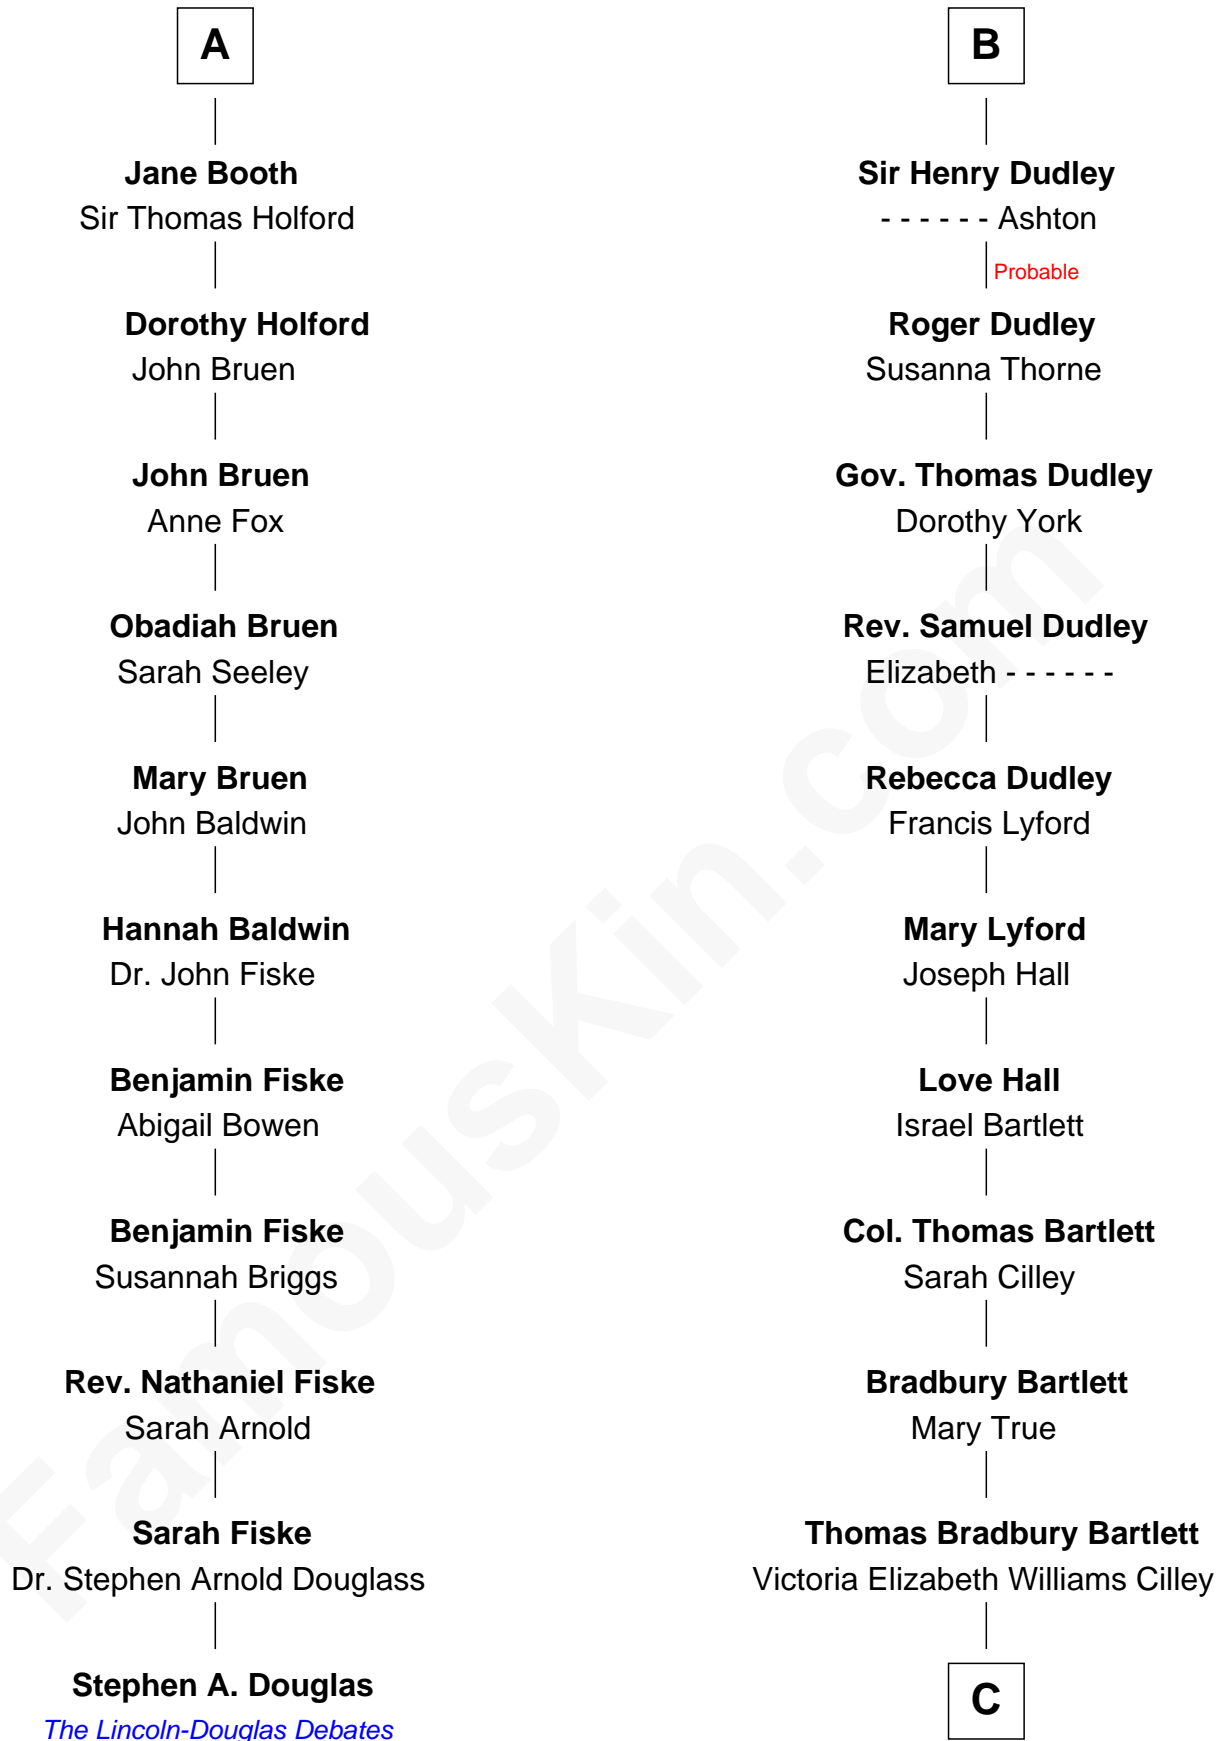 A
Jane Booth
Sir Thomas Holford
Dorothy Holford
John Bruen
John Bruen
Anne Fox
Obadiah Bruen
Sarah Seeley
Mary Bruen
John Baldwin
Hannah Baldwin
Dr. John Fiske
Benjamin Fiske
Abigail Bowen
Benjamin Fiske
Susannah Briggs
Rev. Nathaniel Fiske
Sarah Arnold
Sarah Fiske
Dr. Stephen Arnold Douglass
Stephen A. Douglas
The Lincoln-Douglas Debates
B
Sir Henry Dudley
- - - - - - Ashton
Probable
Roger Dudley
Susanna Thorne
Gov. Thomas Dudley
Dorothy York
Rev. Samuel Dudley
Elizabeth - - - - - -
Rebecca Dudley
Francis Lyford
Mary Lyford
Joseph Hall
Love Hall
Israel Bartlett
Col. Thomas Bartlett
Sarah Cilley
Bradbury Bartlett
Mary True
Thomas Bradbury Bartlett
Victoria Elizabeth Williams Cilley
C
FamousKin.com